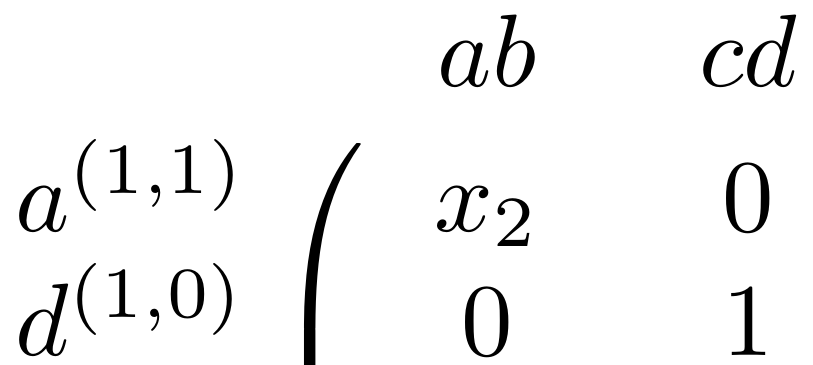 ab cd
a^{(1,1)} ( x_2 0
d^{(1,0)} 0 1